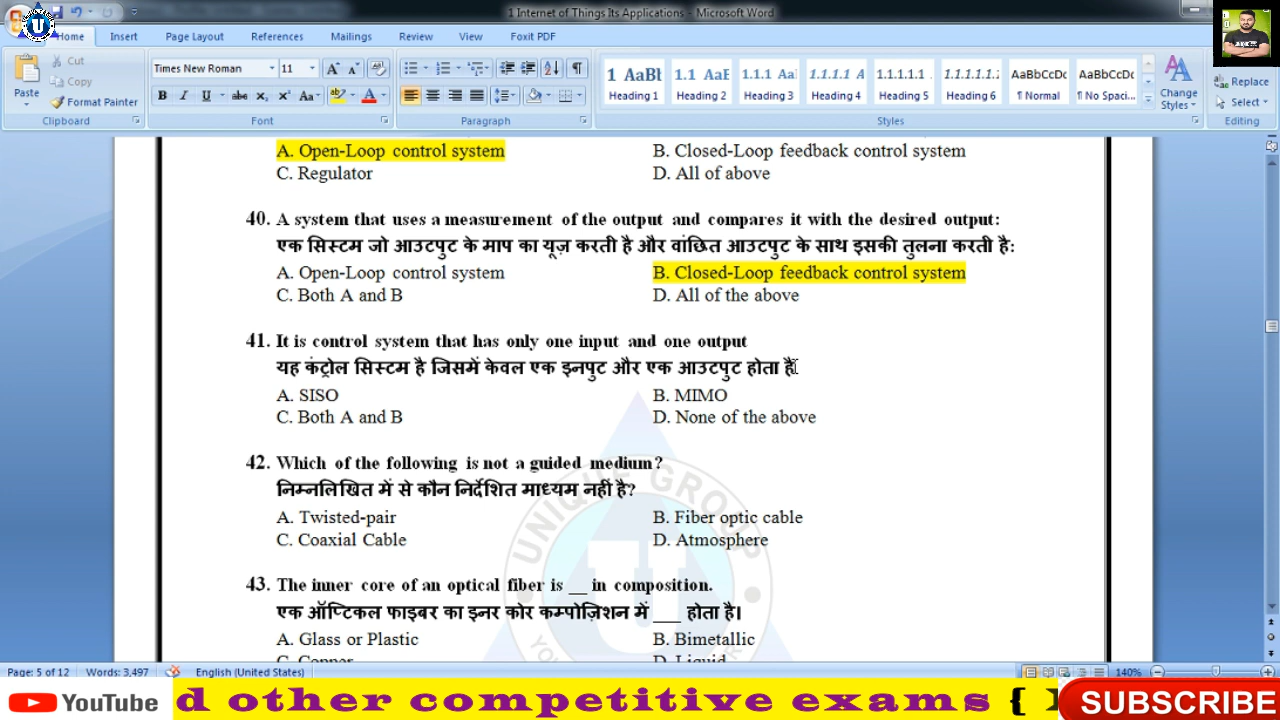 1 Internet of Things Its Applications - Microsoft Word
Home Insert Page Layout References Mailings Review View Foxit PDF
Paste Cut Copy Format Painter
Times New Roman 11
AaBb AaE AaI A AaBbCcDc AaBbCcDc
1 1.1 1.1.1 1.1.1.1 1.1.1.1.1 1.1.1.1.1.1.
Heading 1 Heading 2 Heading 3 Heading 4 Heading 5 Heading 6 ¶ Normal ¶ No Spaci...
Change Styles
Replace
Select
Clipboard Font Paragraph Styles Editing
A. Open-Loop control system B. Closed-Loop feedback control system
C. Regulator D. All of above
40. A system that uses a measurement of the output and compares it with the desired output:
एक सिस्टम जो आउटपुट के माप का यूज़ करती है और वांछित आउटपुट के साथ इसकी तुलना करती है:
A. Open-Loop control system B. Closed-Loop feedback control system
C. Both A and B D. All of the above
41. It is control system that has only one input and one output
यह कंट्रोल सिस्टम है जिसमें केवल एक इनपुट और एक आउटपुट होता है
A. SISO B. MIMO
C. Both A and B D. None of the above
42. Which of the following is not a guided medium?
निम्नलिखित में से कौन निर्देशित माध्यम नहीं है?
A. Twisted-pair B. Fiber optic cable
C. Coaxial Cable D. Atmosphere
43. The inner core of an optical fiber is __ in composition.
एक ऑप्टिकल फाइबर का इनर कोर कम्पोज़िशन में ___ होता है।
A. Glass or Plastic B. Bimetallic
C. Copper D. Liquid
UNIQUE GROUP
Page: 5 of 12 Words: 3,497 English (United States) 140%
YouTube d other competitive exams { SUBSCRIBE